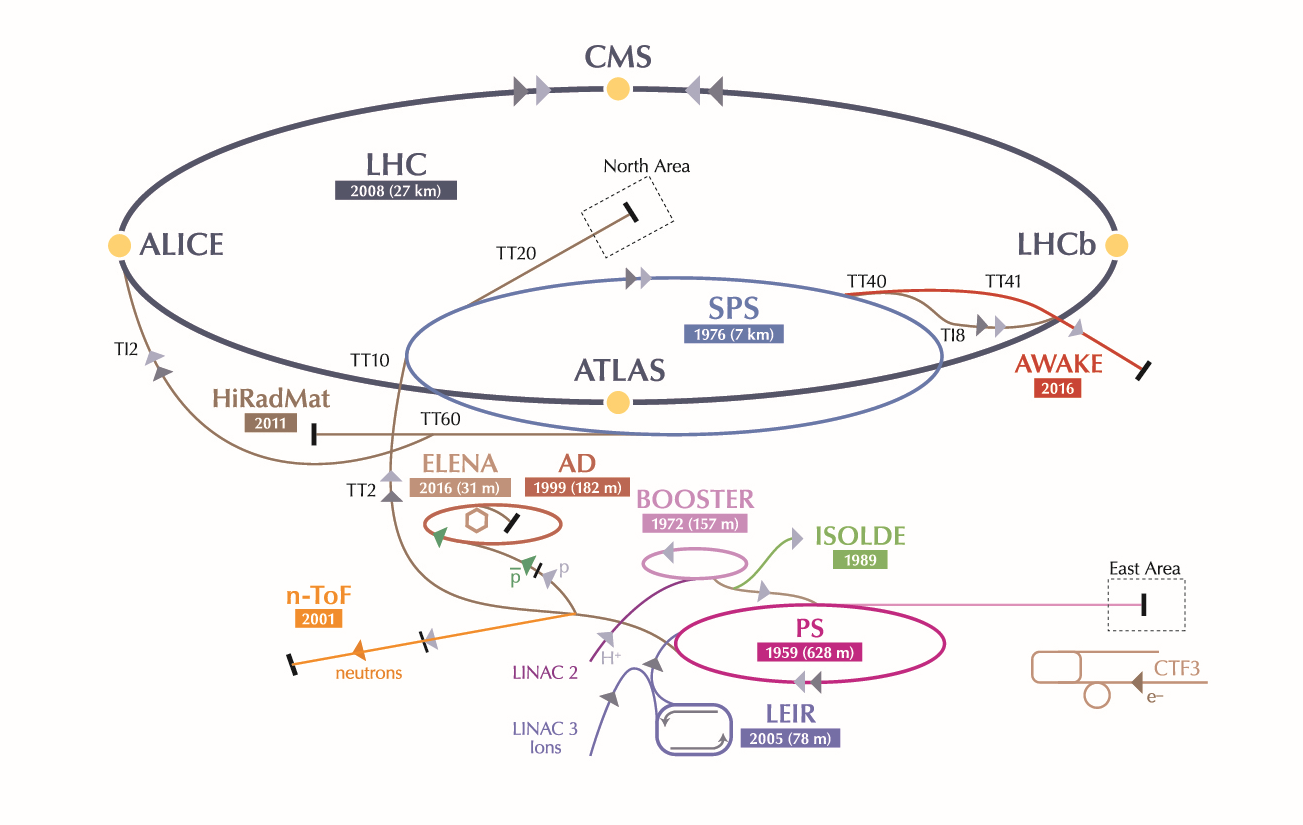 CMS
LHC
2008 (27 km)
North Area
ALICE
TT20
LHCb
SPS
1976 (7 km)
TT40
TT41
TI8
TI2
TT10
ATLAS
AWAKE
2016
HiRadMat
2011
TT60
ELENA
2016 (31 m)
AD
1999 (182 m)
TT2
BOOSTER
1972 (157 m)
ISOLDE
1989
p̅
p
East Area
n-ToF
2001
neutrons
PS
1959 (628 m)
LINAC 2
H⁺
CTF3
e−
LINAC 3
Ions
LEIR
2005 (78 m)